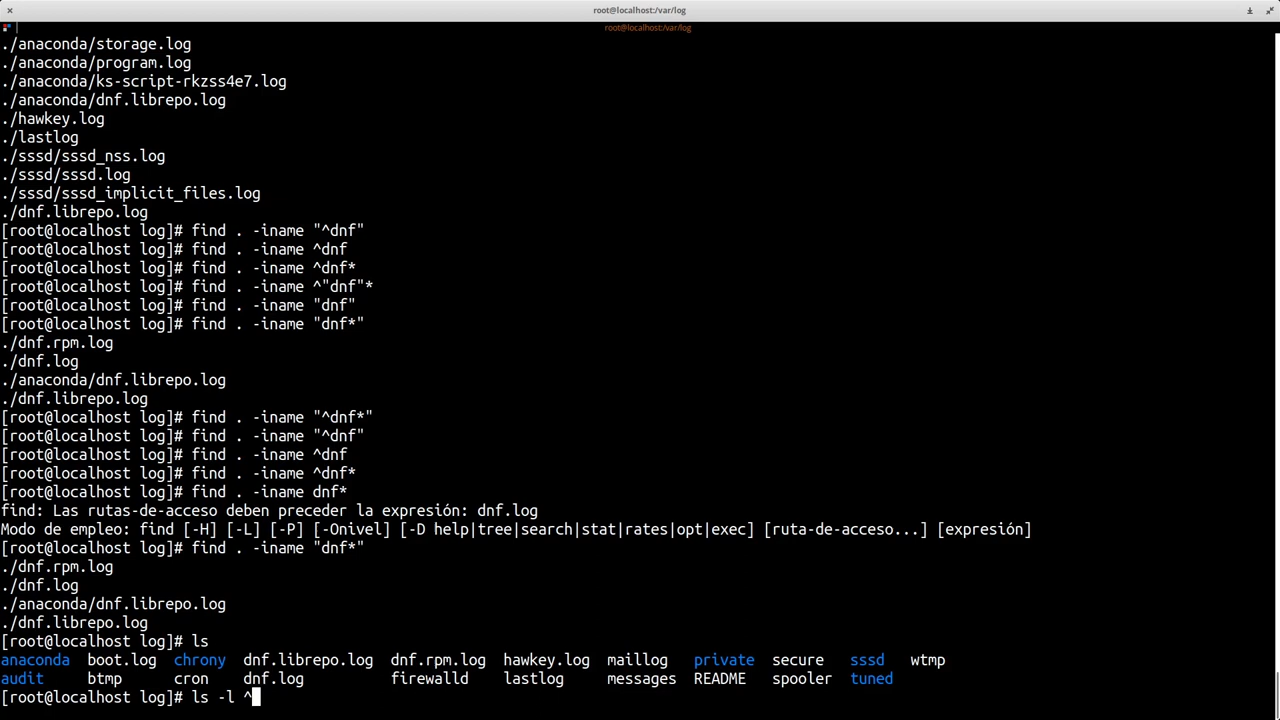 root@localhost:/var/log
root@localhost:/var/log
./anaconda/storage.log
./anaconda/program.log
./anaconda/ks-script-rkzss4e7.log
./anaconda/dnf.librepo.log
./hawkey.log
./lastlog
./sssd/sssd_nss.log
./sssd/sssd.log
./sssd/sssd_implicit_files.log
./dnf.librepo.log
[root@localhost log]# find . -iname "^dnf"
[root@localhost log]# find . -iname ^dnf
[root@localhost log]# find . -iname ^dnf*
[root@localhost log]# find . -iname ^"dnf"*
[root@localhost log]# find . -iname "dnf"
[root@localhost log]# find . -iname "dnf*"
./dnf.rpm.log
./dnf.log
./anaconda/dnf.librepo.log
./dnf.librepo.log
[root@localhost log]# find . -iname "^dnf*"
[root@localhost log]# find . -iname "^dnf"
[root@localhost log]# find . -iname ^dnf
[root@localhost log]# find . -iname ^dnf*
[root@localhost log]# find . -iname dnf*
find: Las rutas-de-acceso deben preceder la expresión: dnf.log
Modo de empleo: find [-H] [-L] [-P] [-Onivel] [-D help|tree|search|stat|rates|opt|exec] [ruta-de-acceso...] [expresión]
[root@localhost log]# find . -iname "dnf*"
./dnf.rpm.log
./dnf.log
./anaconda/dnf.librepo.log
./dnf.librepo.log
[root@localhost log]# ls
anaconda  boot.log  chrony  dnf.librepo.log  dnf.rpm.log  hawkey.log  maillog   private  secure   sssd   wtmp
audit     btmp      cron    dnf.log          firewalld    lastlog     messages  README   spooler  tuned
[root@localhost log]# ls -l ^